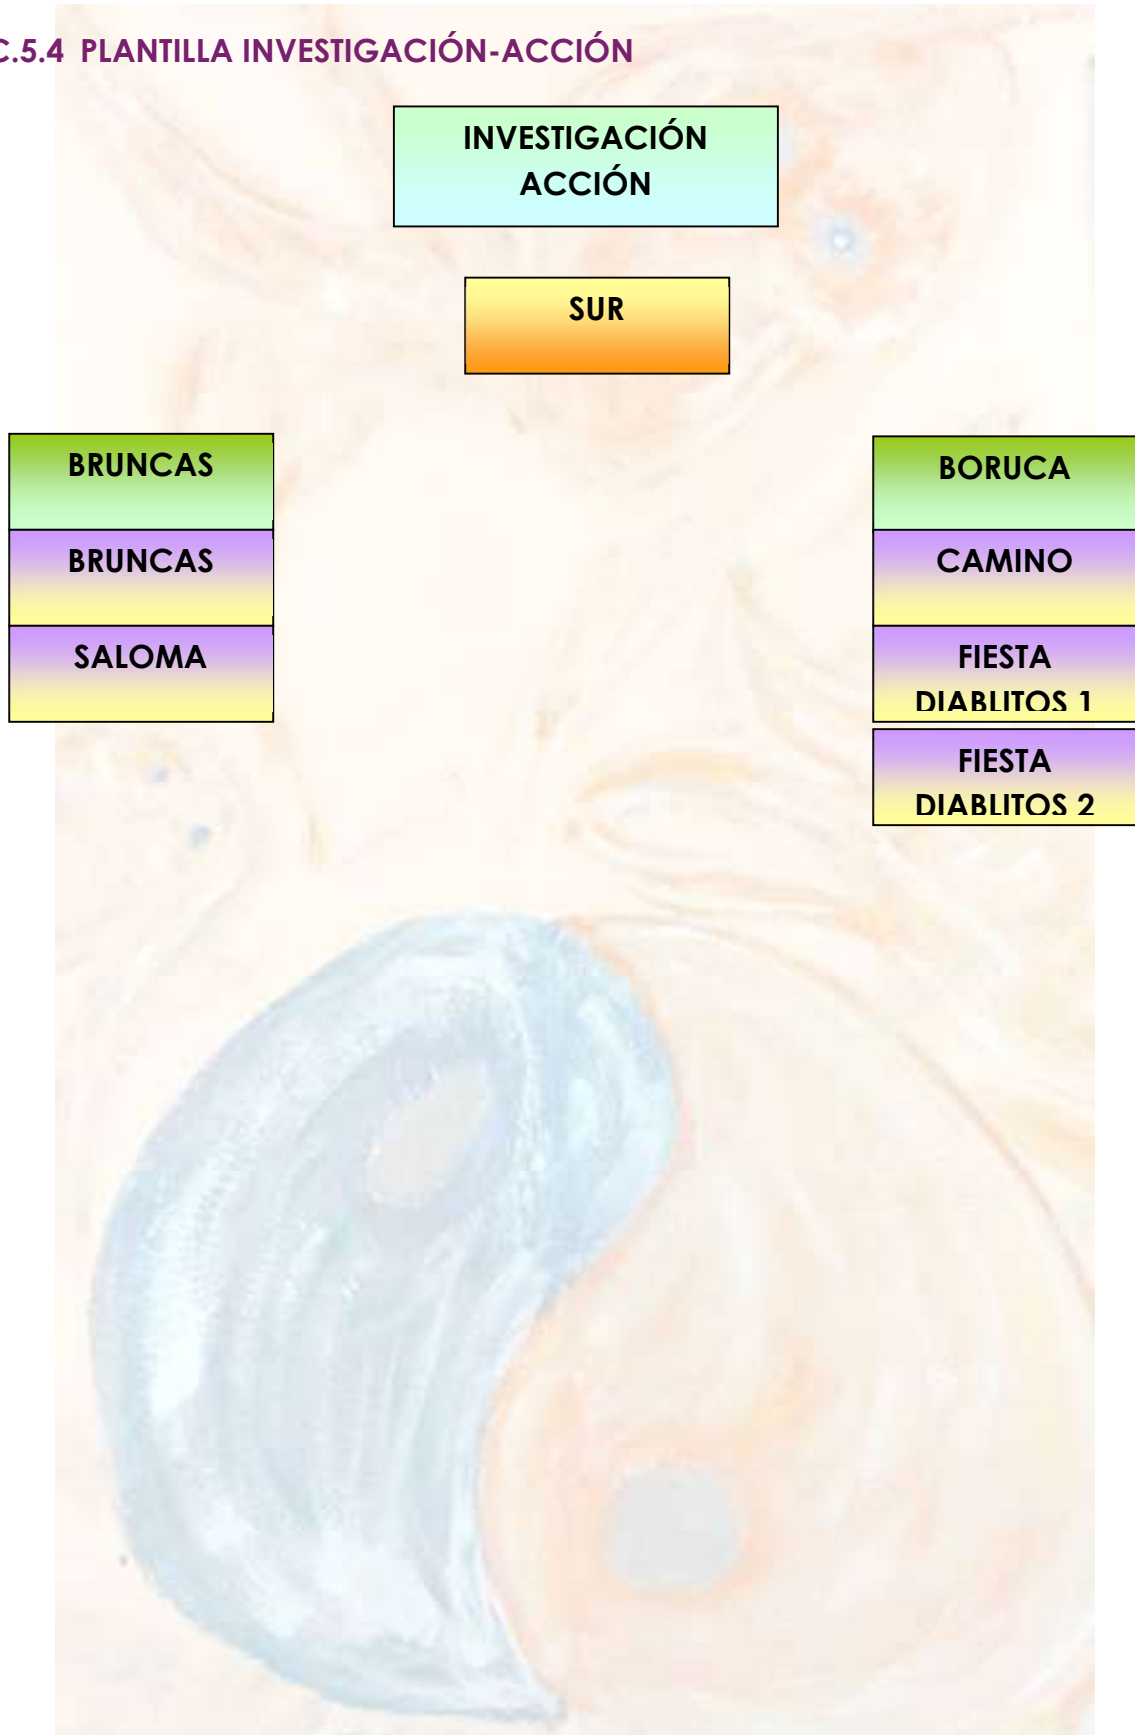 C.5.4 PLANTILLA INVESTIGACIÓN-ACCIÓN
INVESTIGACIÓN
ACCIÓN
SUR
BRUNCAS
BRUNCAS
SALOMA
BORUCA
CAMINO
FIESTA
DIABLITOS 1
FIESTA
DIABLITOS 2